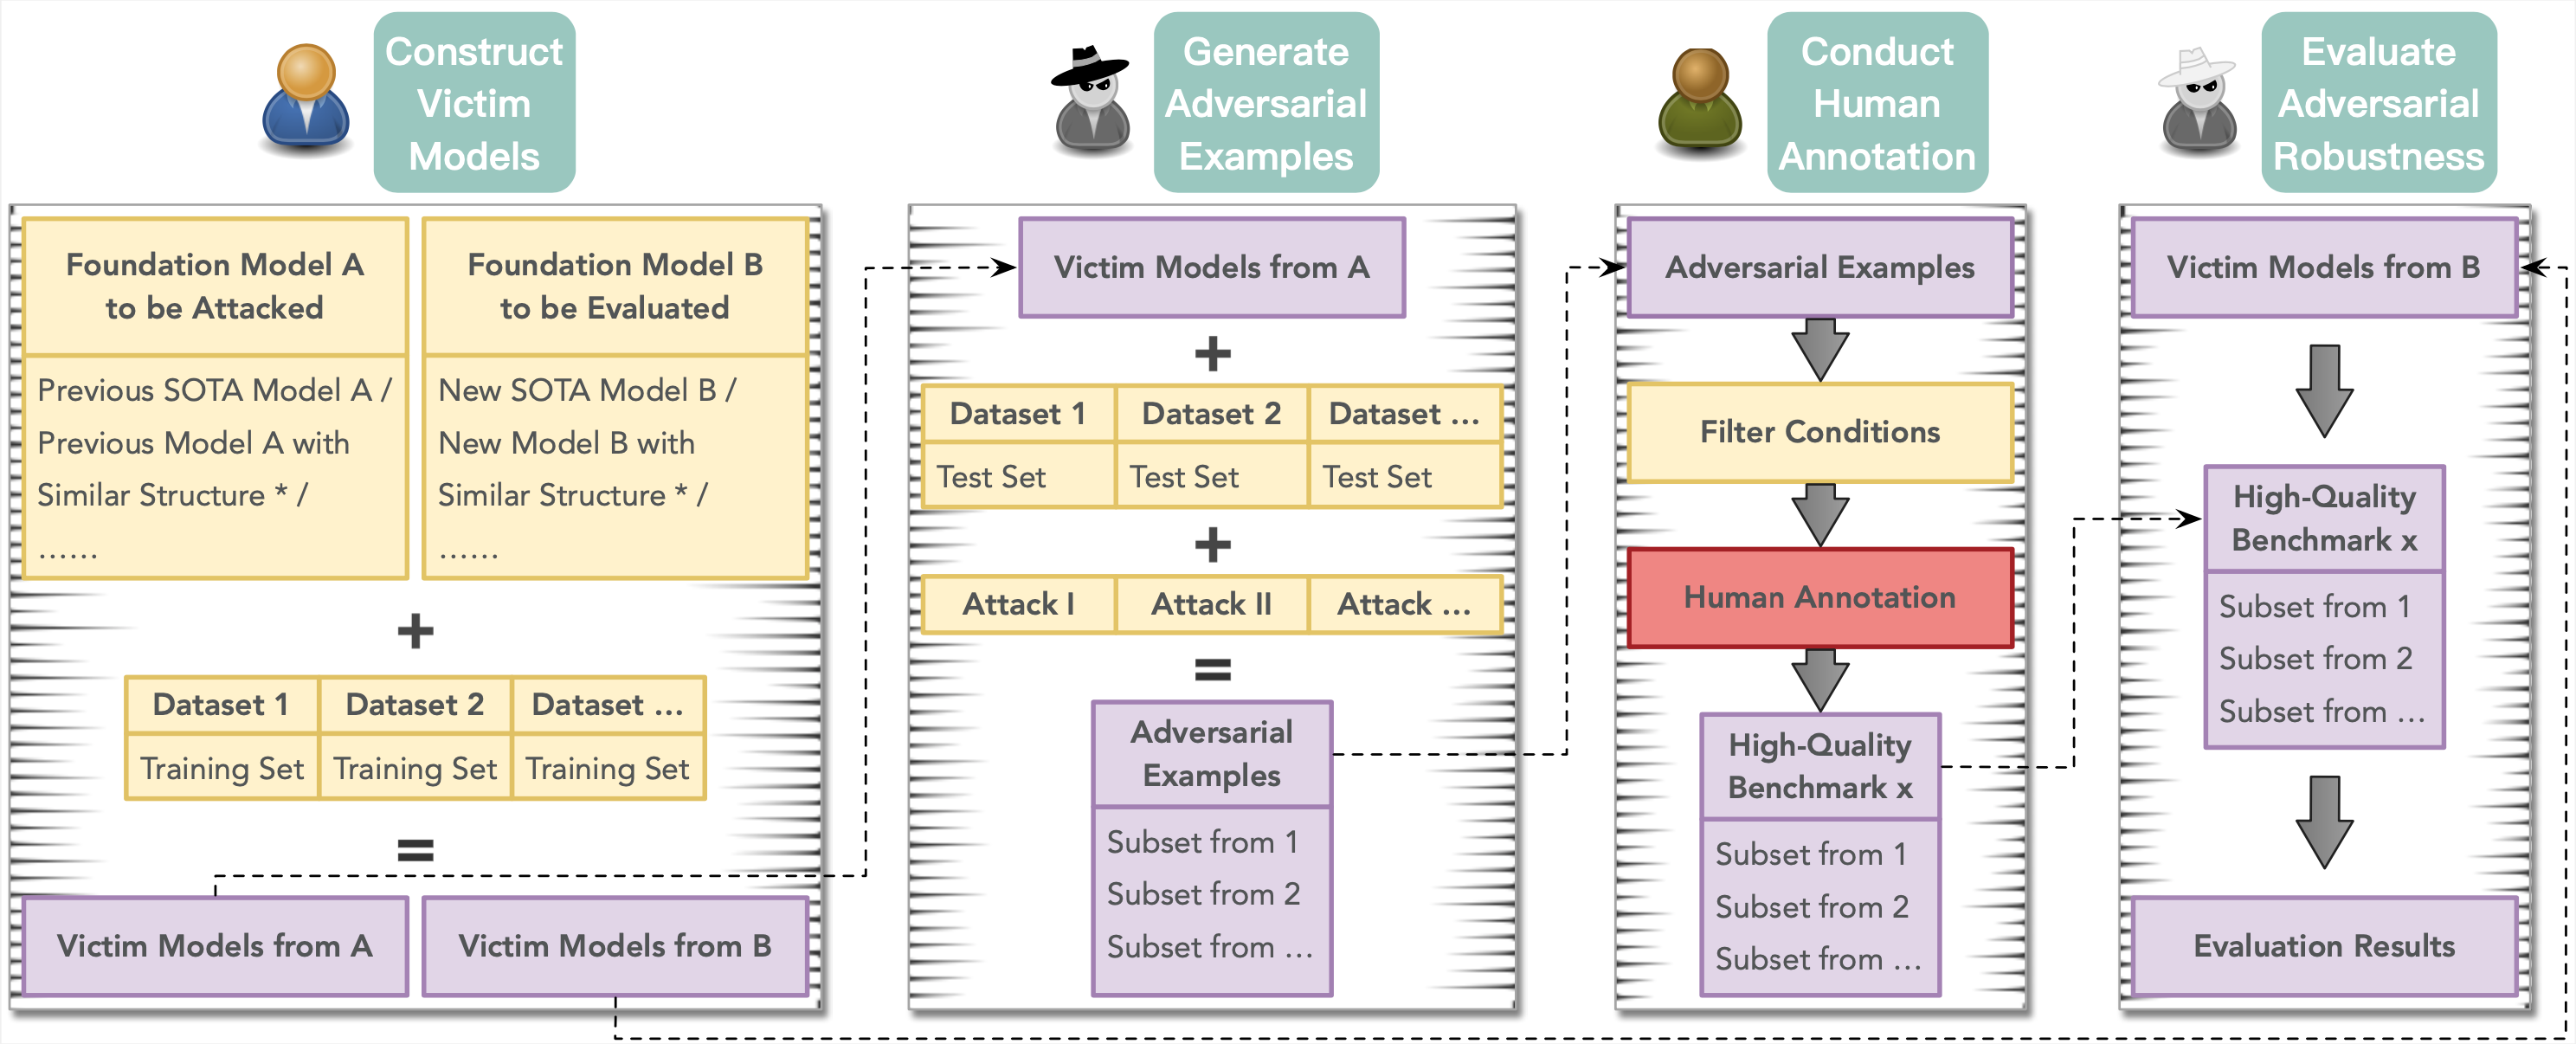 Construct
Victim
Models
Generate
Adversarial
Examples
Conduct
Human
Annotation
Evaluate
Adversarial
Robustness
Foundation Model A
to be Attacked
Previous SOTA Model A /
Previous Model A with
Similar Structure * /
……
Foundation Model B
to be Evaluated
New SOTA Model B /
New Model B with
Similar Structure * /
……
+
Dataset 1 Dataset 2 Dataset …
Training Set Training Set Training Set
=
Victim Models from A
Victim Models from B
Victim Models from A
+
Dataset 1 Dataset 2 Dataset …
Test Set Test Set Test Set
+
Attack I Attack II Attack …
=
Adversarial
Examples
Subset from 1
Subset from 2
Subset from …
Adversarial Examples
Filter Conditions
Human Annotation
High-Quality
Benchmark x
Subset from 1
Subset from 2
Subset from …
Victim Models from B
High-Quality
Benchmark x
Subset from 1
Subset from 2
Subset from …
Evaluation Results